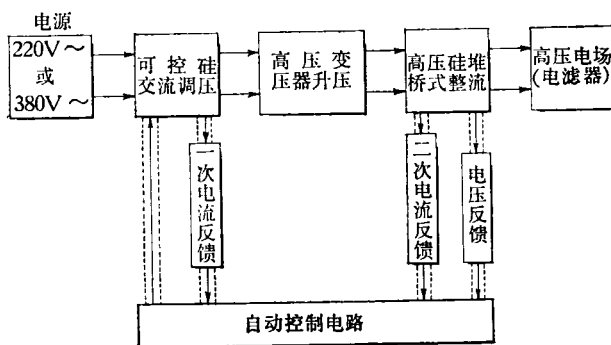 电源
220V～
或
380V～
可控硅
交流调压
高压变
压器升压
高压硅堆
桥式整流
高压电场
(电滤器)
一次电流反馈
二次电流反馈
电压反馈
自动控制电路